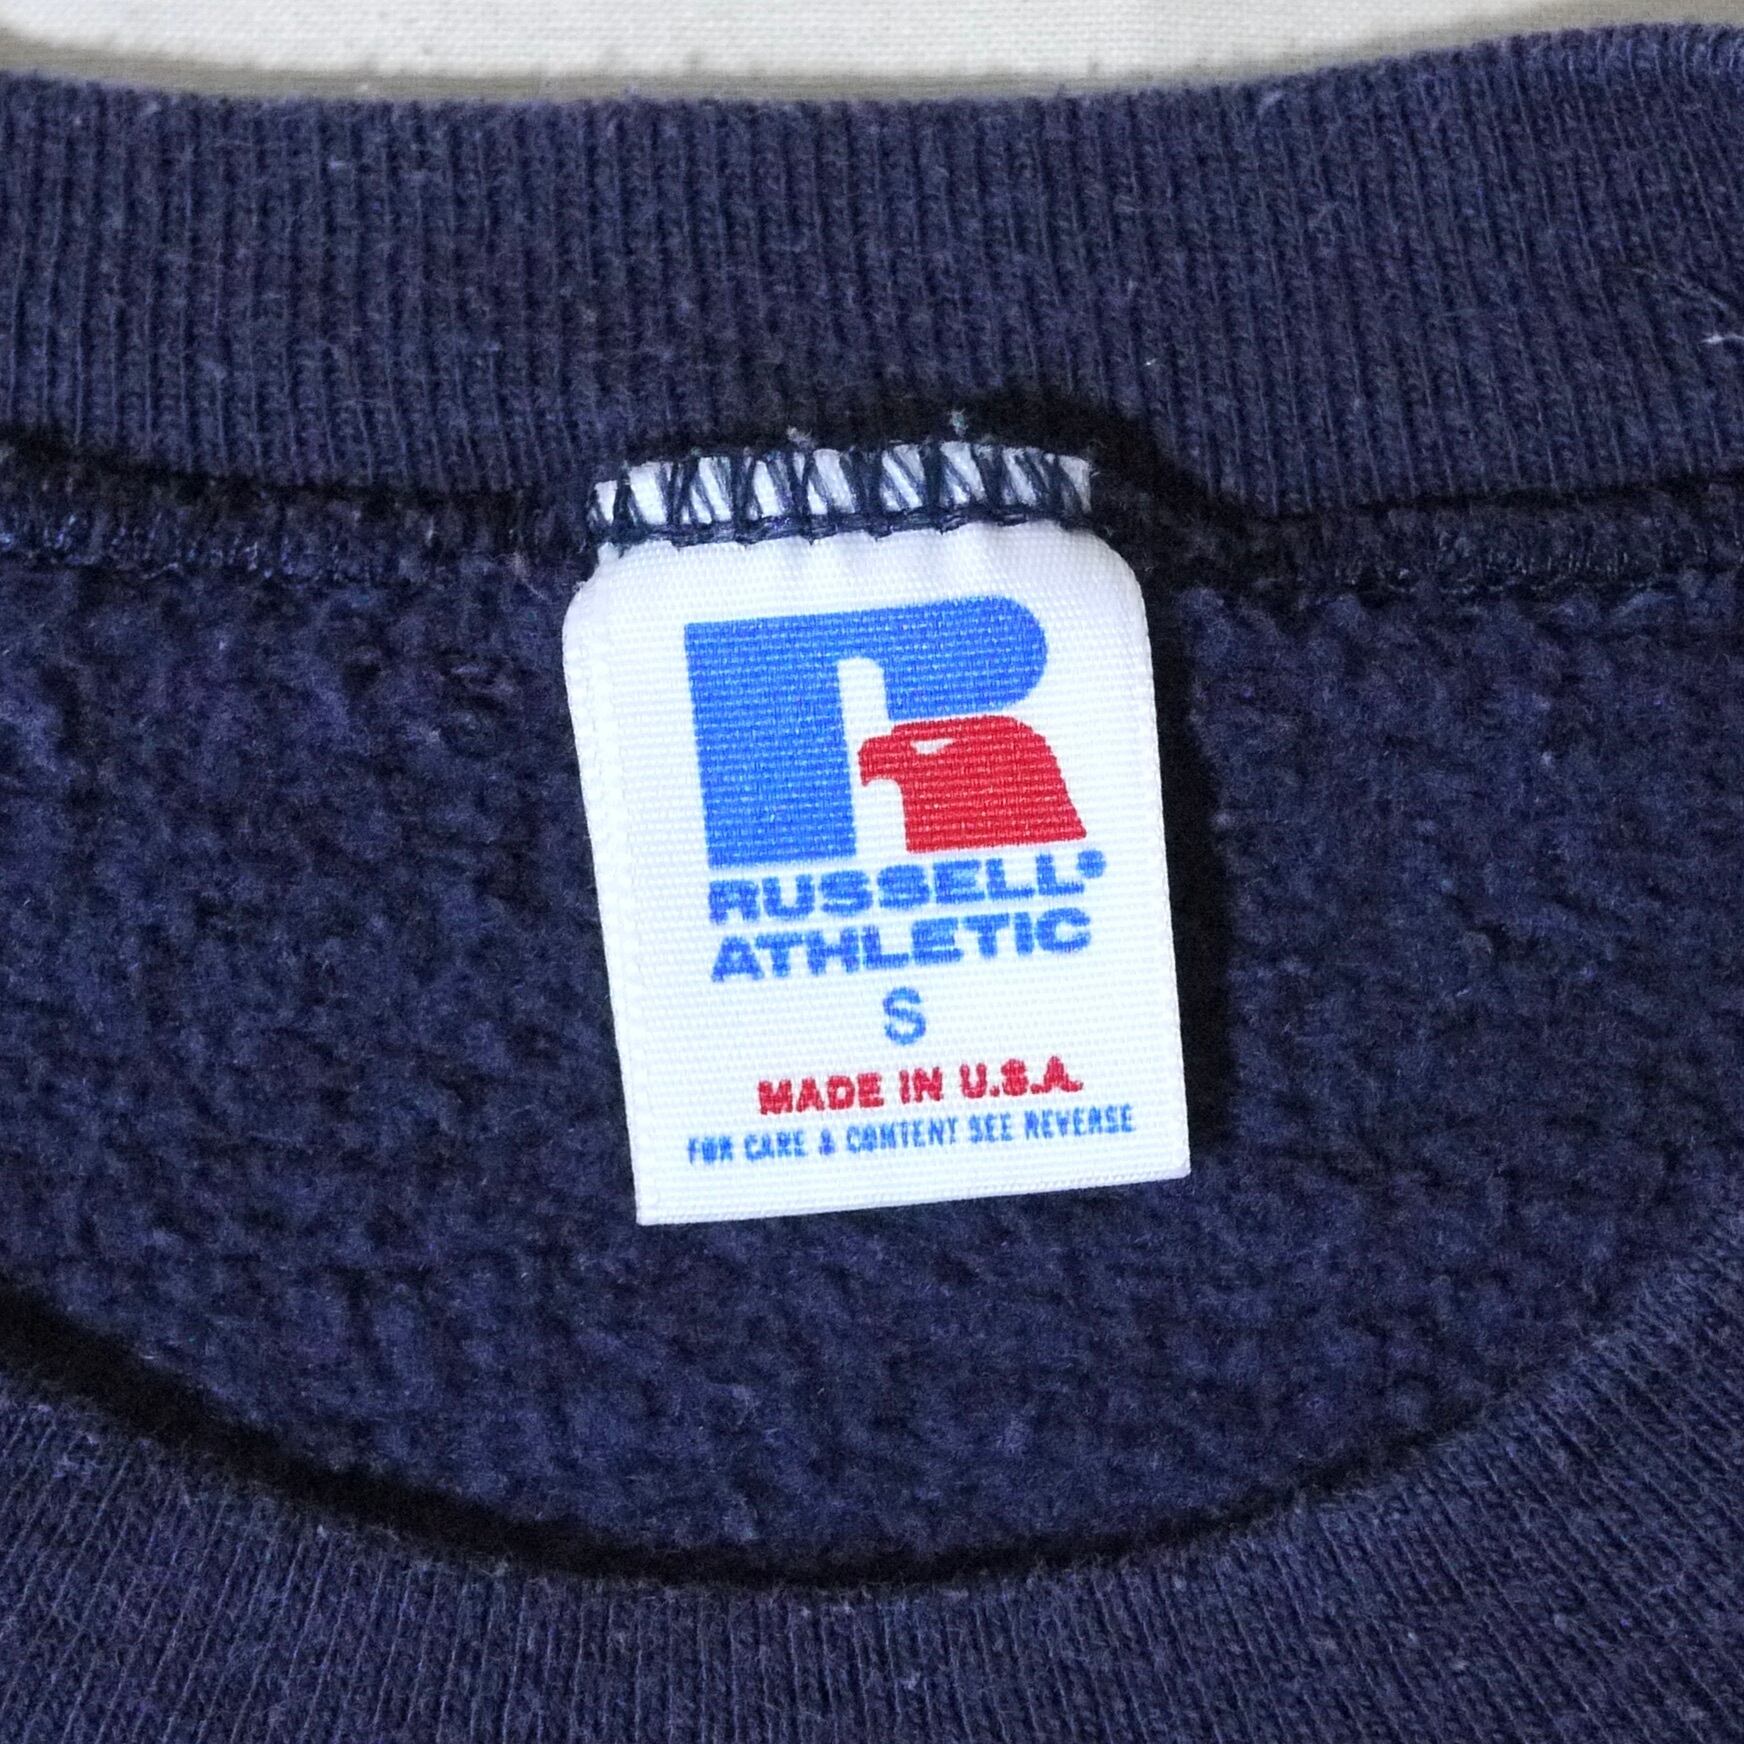 RUSSELL®
ATHLETIC
S
MADE IN U.S.A.
FOR CARE & CONTENT SEE REVERSE